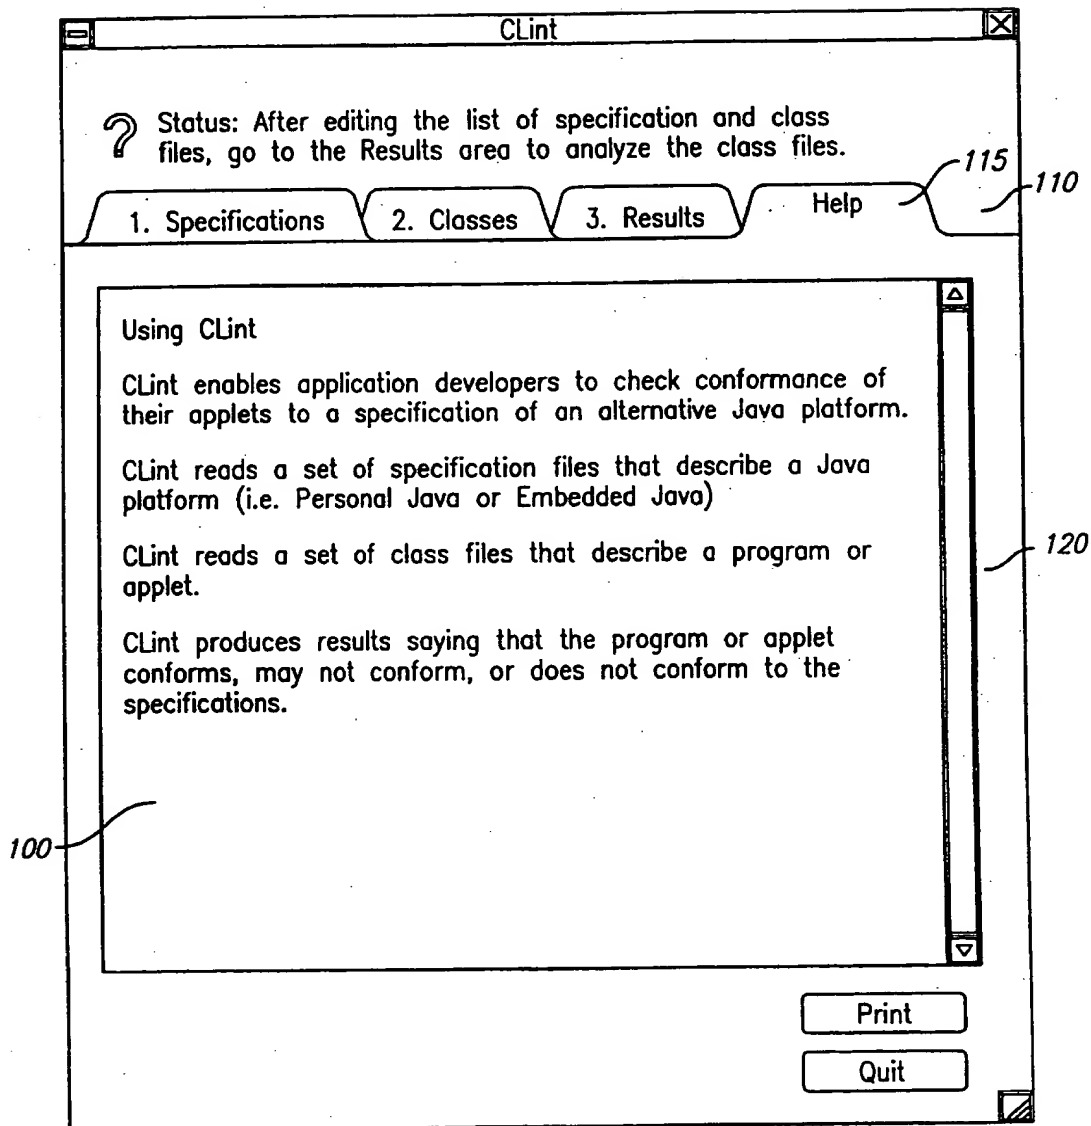 CLint
Status: After editing the list of specification and class
files, go to the Results area to analyze the class files.
115
110
1. Specifications
2. Classes
3. Results
Help
Using CLint
CLint enables application developers to check conformance of
their applets to a specification of an alternative Java platform.
CLint reads a set of specification files that describe a Java
platform (i.e. Personal Java or Embedded Java)
120
CLint reads a set of class files that describe a program or
applet.
CLint produces results saying that the program or applet
conforms, may not conform, or does not conform to the
specifications.
100
Print
Quit